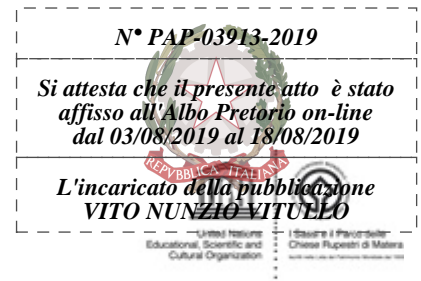 N° PAP-03913-2019
Si attesta che il presente atto è stato
affisso all'Albo Pretorio on-line
dal 03/08/2019 al 18/08/2019
REPVBBLICA ITALIANA
L'incaricato della pubblicazione
VITO NUNZIO VITULLO
United Nations
Educational, Scientific and
Cultural Organization
I Sassi e il Parco delle
Chiese Rupestri di Matera